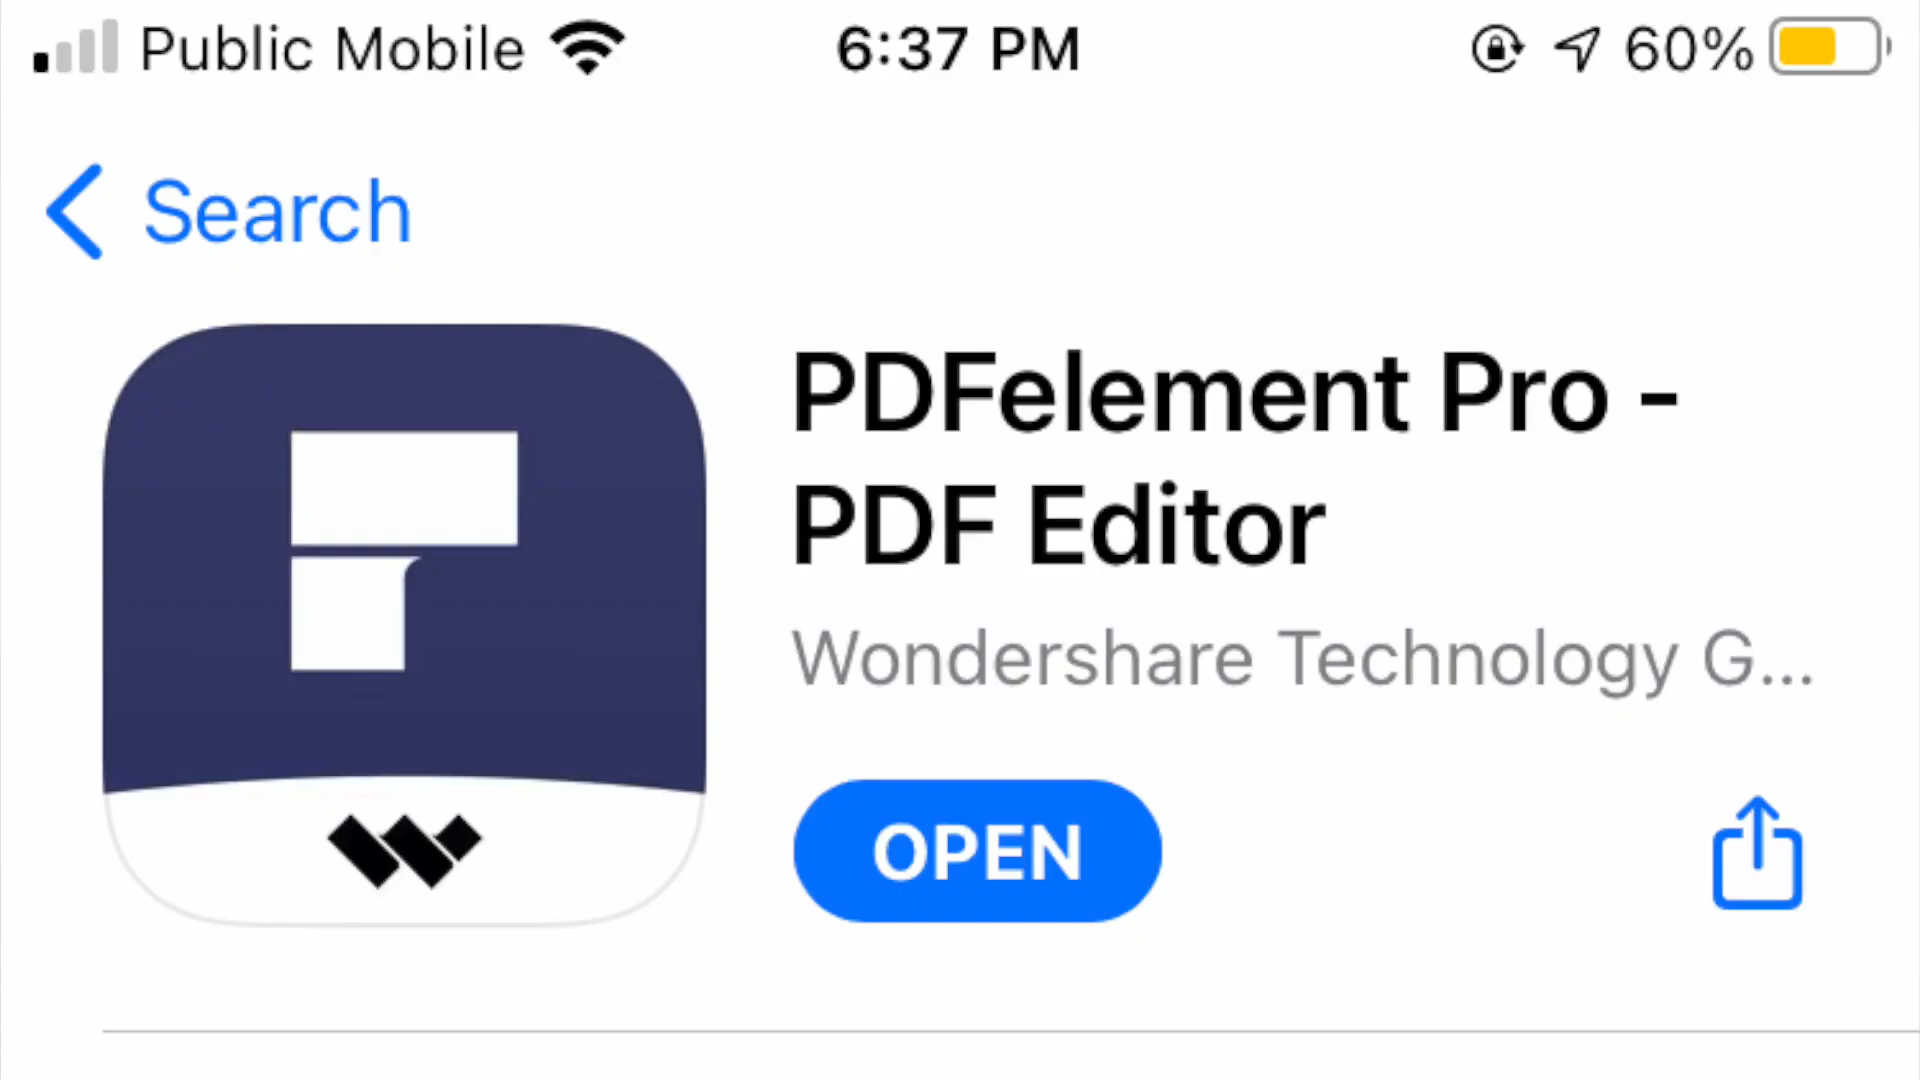 Public Mobile 6:37 PM 60%
Search
PDFelement Pro -
PDF Editor
Wondershare Technology G...
OPEN